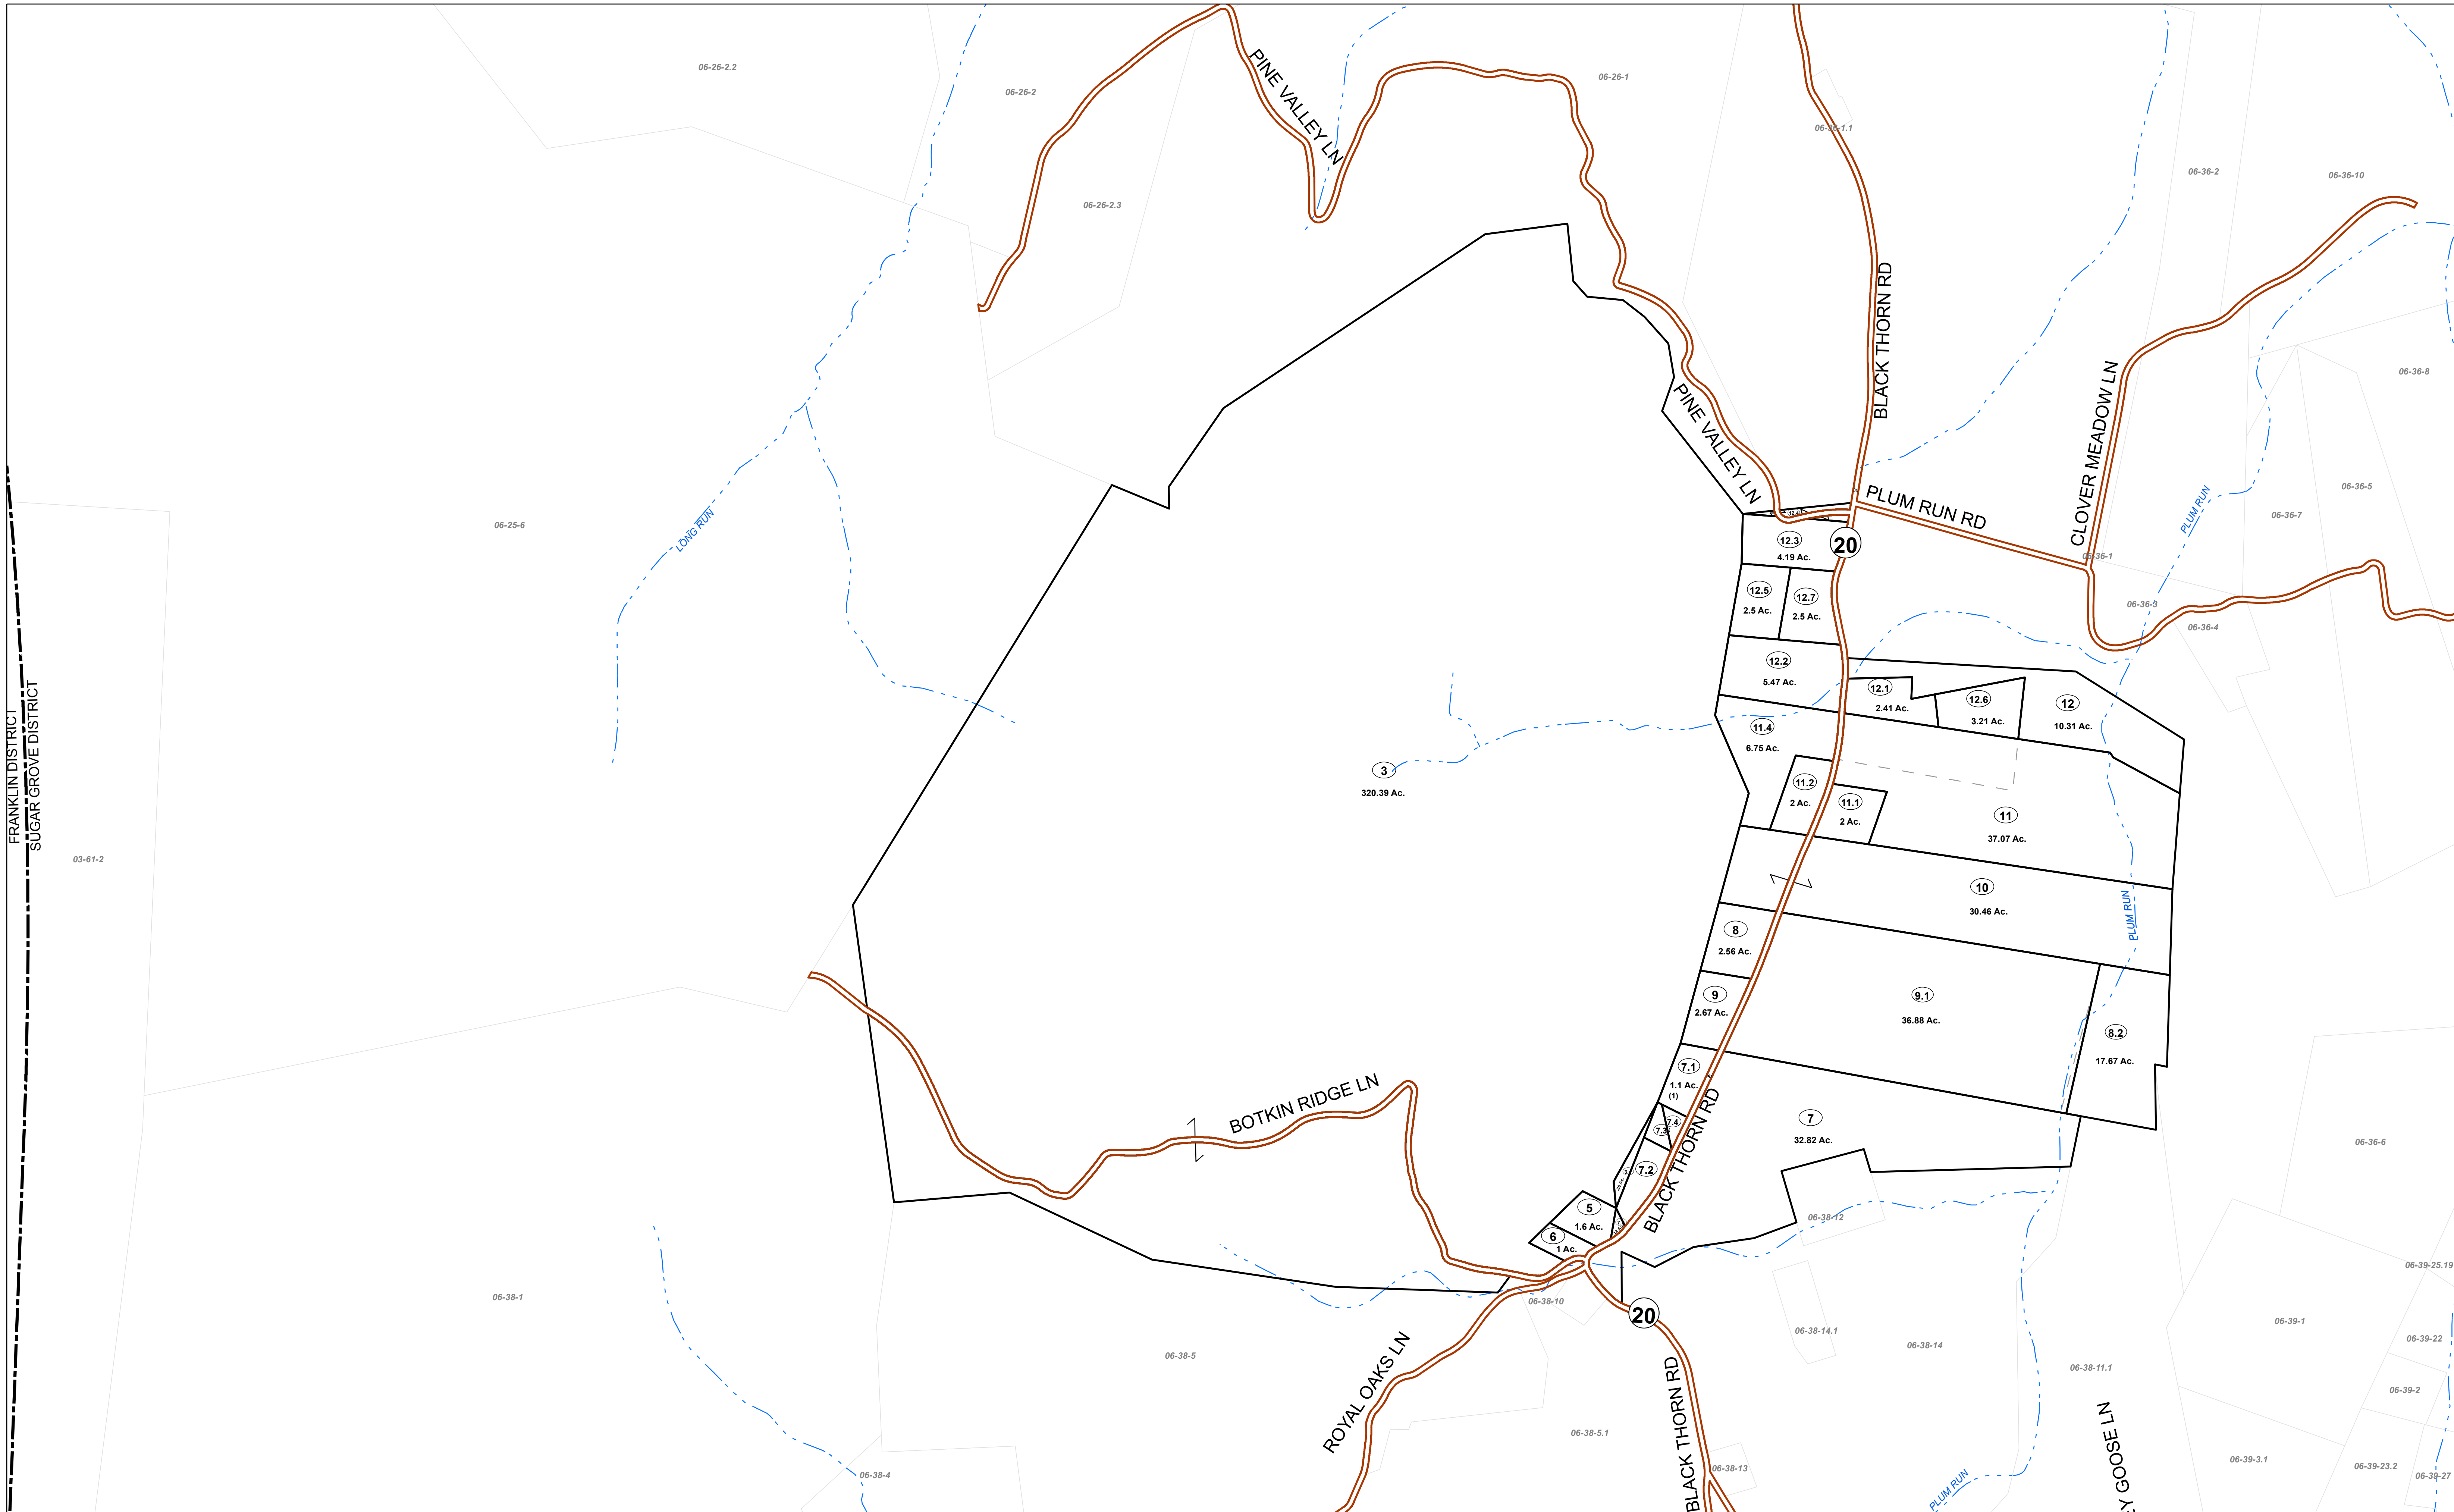 06-26-2.2
06-26-2
PINE VALLEY LN
06-26-1
06-36-1.1
06-36-2
06-36-10
06-26-2.3
BLACK THORN RD
CLOVER MEADOW LN
06-36-8
PINE VALLEY LN
06-25-6
LONG RUN
PLUM RUN RD
PLUM RUN
06-36-5
06-36-7
12.3
4.19 Ac.
20
06-36-3
06-36-4
12.5
2.5 Ac.
12.7
2.5 Ac.
12.2
5.47 Ac.
12.1
2.41 Ac.
12.6
3.21 Ac.
12
10.31 Ac.
FRANKLIN DISTRICT
SUGAR GROVE DISTRICT
11.4
6.75 Ac.
3
320.39 Ac.
11.2
2 Ac.
11.1
2 Ac.
11
37.07 Ac.
03-61-2
10
30.46 Ac.
PLUM RUN
8
2.56 Ac.
9
2.67 Ac.
9.1
36.88 Ac.
8.2
17.67 Ac.
7.1
1.1 Ac.
(1)
7.4
7.3
7
32.82 Ac.
BOTKIN RIDGE LN
BLACK THORN RD
7.2
06-36-6
5
1.6 Ac.
6
1 Ac.
06-38-12
06-38-1
06-38-10
20
06-39-25.19
06-39-1
06-38-14.1
06-38-14
06-39-22
06-38-5
ROYAL OAKS LN
BLACK THORN RD
06-38-11.1
06-39-2
06-38-5.1
Y GOOSE LN
06-38-4
06-38-13
PLUM RUN
06-39-3.1
06-39-23.2
06-39-27